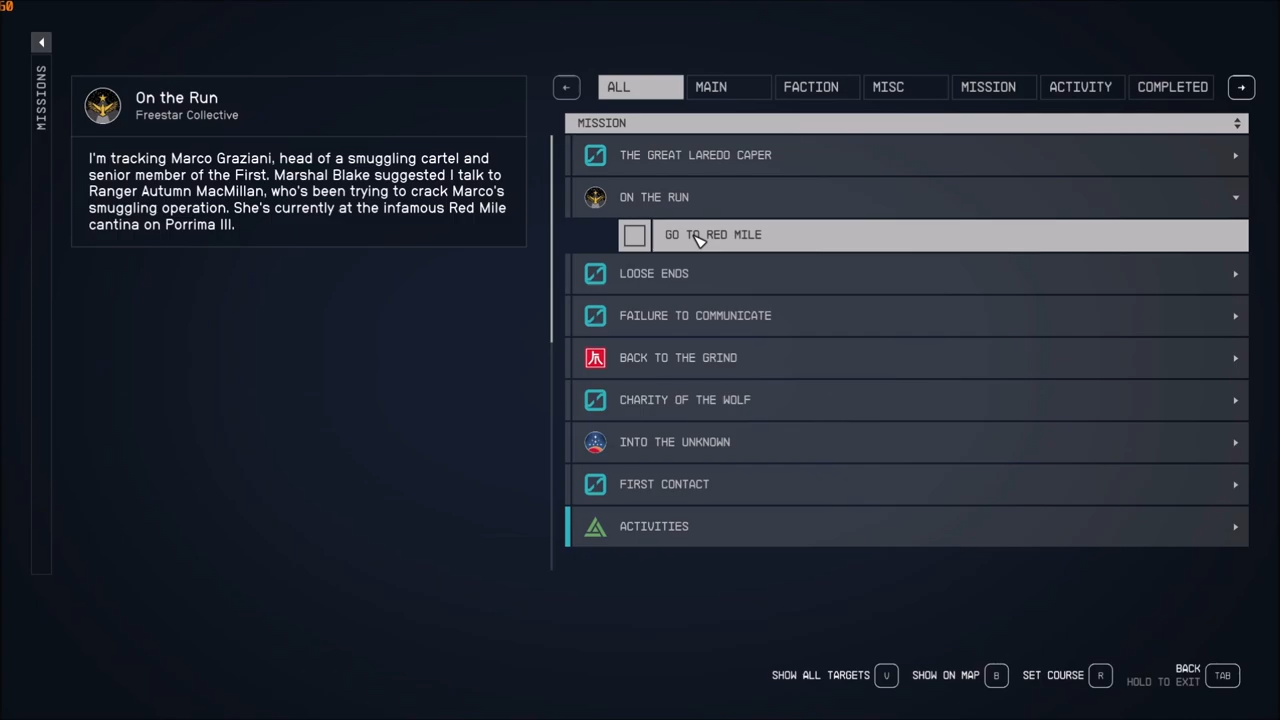 60
MISSIONS
On the Run
Freestar Collective
I'm tracking Marco Graziani, head of a smuggling cartel and
senior member of the First. Marshal Blake suggested I talk to
Ranger Autumn MacMillan, who's been trying to crack Marco's
smuggling operation. She's currently at the infamous Red Mile
cantina on Porrima III.
ALL MAIN FACTION MISC MISSION ACTIVITY COMPLETED
MISSION
THE GREAT LAREDO CAPER
ON THE RUN
GO TO RED MILE
LOOSE ENDS
FAILURE TO COMMUNICATE
BACK TO THE GRIND
CHARITY OF THE WOLF
INTO THE UNKNOWN
FIRST CONTACT
ACTIVITIES
SHOW ALL TARGETS V SHOW ON MAP B SET COURSE R BACK TAB
HOLD TO EXIT